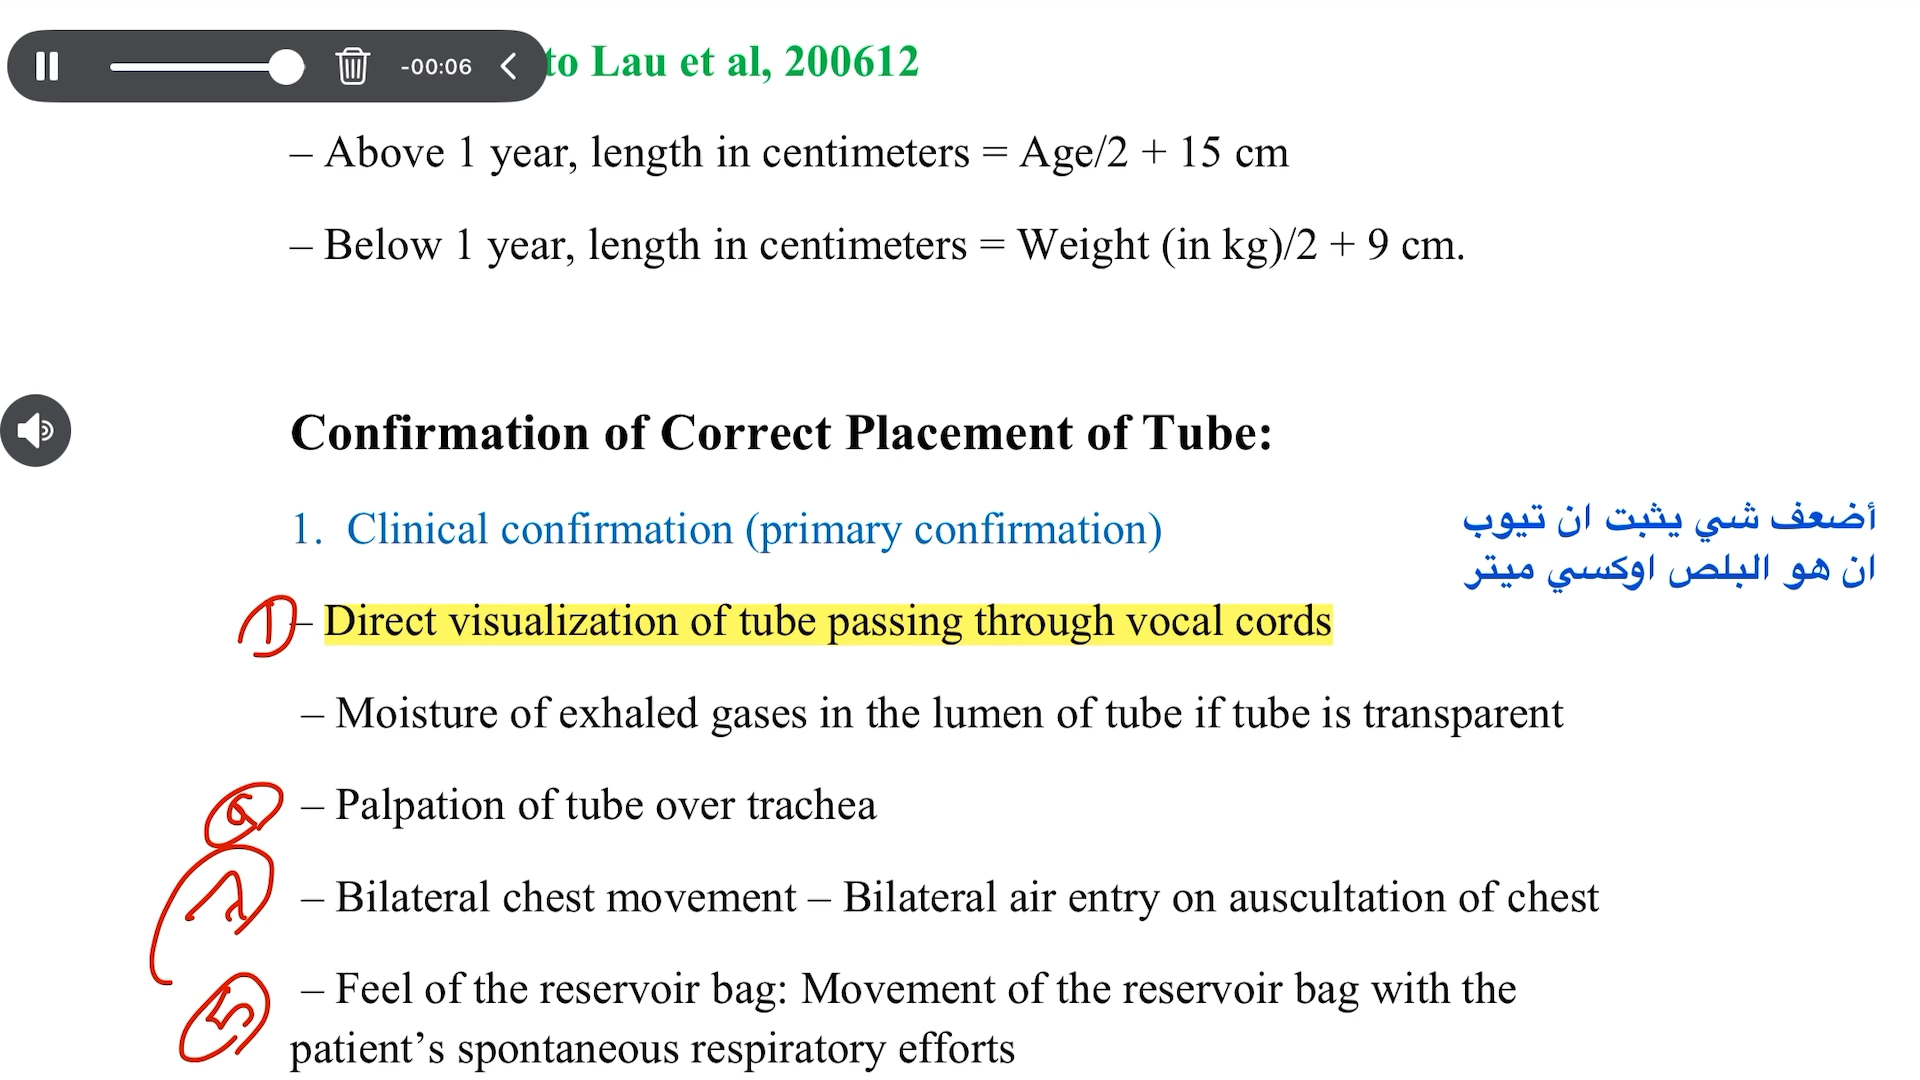 -00:06
to Lau et al, 200612
– Above 1 year, length in centimeters = Age/2 + 15 cm
– Below 1 year, length in centimeters = Weight (in kg)/2 + 9 cm.
Confirmation of Correct Placement of Tube:
1. Clinical confirmation (primary confirmation)
أضعف شي يثبت ان تيوب
ان هو البلص اوكسي ميتر
1 – Direct visualization of tube passing through vocal cords
– Moisture of exhaled gases in the lumen of tube if tube is transparent
– Palpation of tube over trachea
– Bilateral chest movement – Bilateral air entry on auscultation of chest
5 – Feel of the reservoir bag: Movement of the reservoir bag with the
patient’s spontaneous respiratory efforts